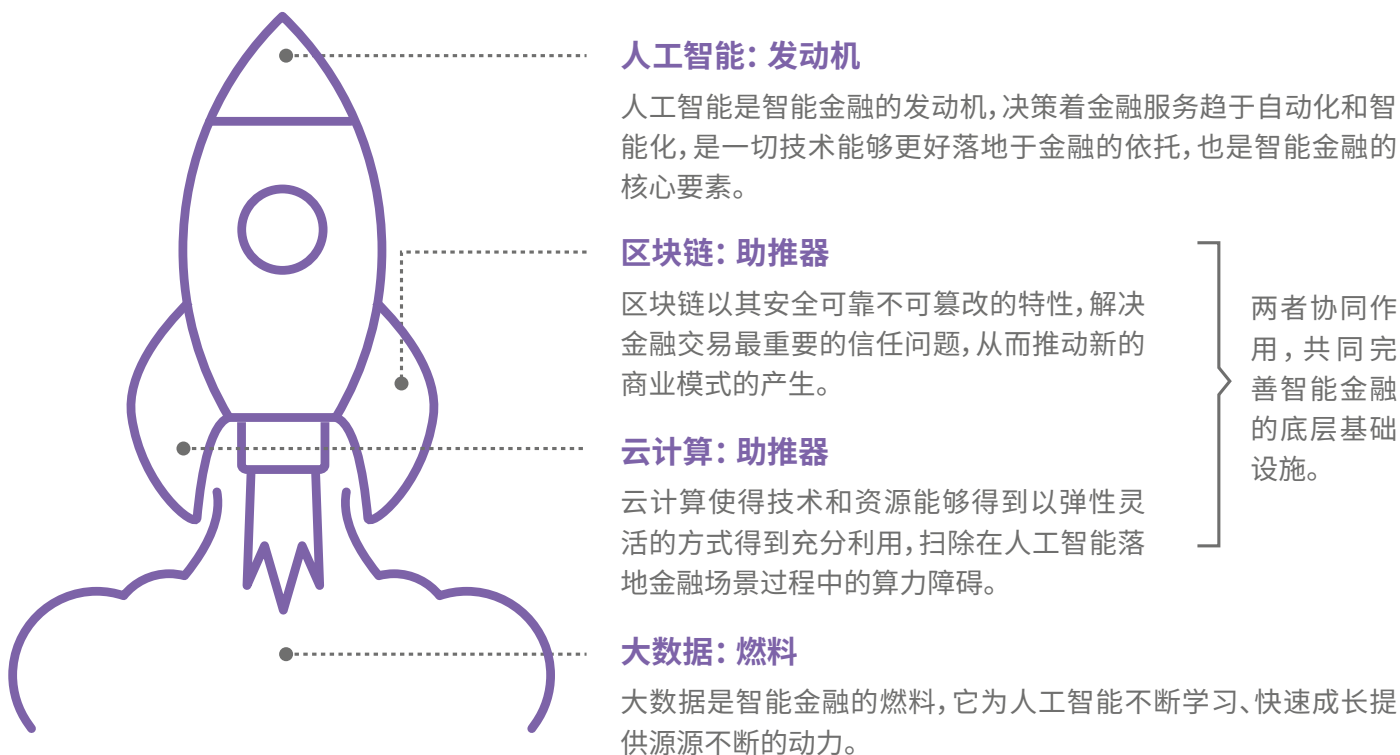 人工智能：发动机
人工智能是智能金融的发动机，决策着金融服务趋于自动化和智
能化，是一切技术能够更好落地于金融的依托，也是智能金融的
核心要素。
区块链：助推器
区块链以其安全可靠不可篡改的特性，解决
金融交易最重要的信任问题，从而推动新的
商业模式的产生。
云计算：助推器
云计算使得技术和资源能够得到以弹性灵
活的方式得到充分利用，扫除在人工智能落
地金融场景过程中的算力障碍。
两者协同作
用，共同完
善智能金融
的底层基础
设施。
大数据：燃料
大数据是智能金融的燃料，它为人工智能不断学习、快速成长提
供源源不断的动力。